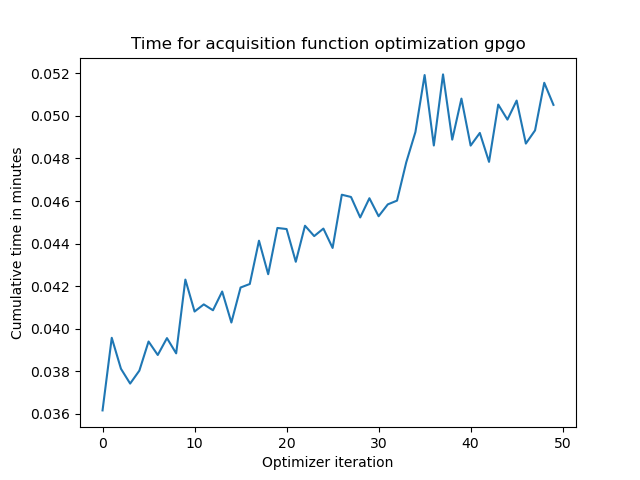 Time for acquisition function optimization gpgo
0.052
0.050
0.048
0.046
0.044
0.042
0.040
0.038
0.036
Cumulative time in minutes
0 10 20 30 40 50
Optimizer iteration